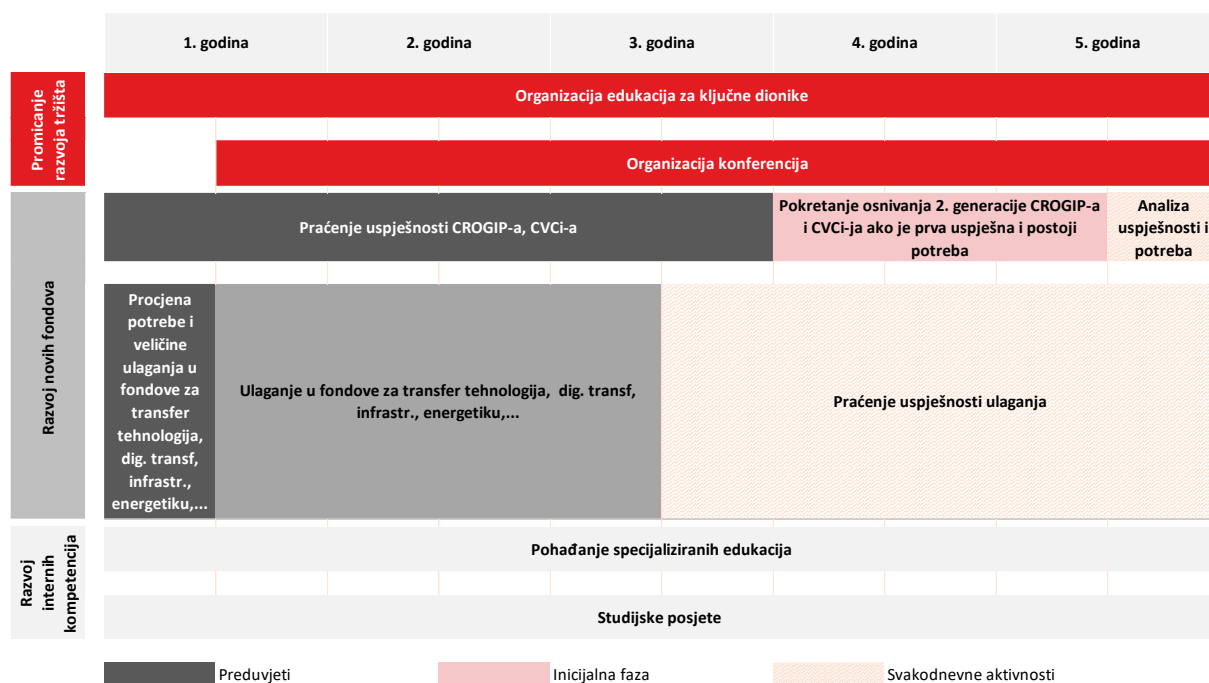 1. godina
2. godina
3. godina
4. godina
5. godina
Promicanje
razvoja tržišta
Organizacija edukacija za ključne dionike
Organizacija konferencija
Razvoj novih fondova
Praćenje uspješnosti CROGIP-a, CVCi-a
Pokretanje osnivanja 2. generacije CROGIP-a
i CVCi-ja ako je prva uspješna i postoji
potreba
Analiza
uspješnosti i
potreba
Procjena
potrebe i
veličine
ulaganja u
fondove za
transfer
tehnologija,
dig. transf,
infrastr.,
energetiku,...
Ulaganje u fondove za transfer tehnologija, dig. transf,
infrastr., energetiku,...
Praćenje uspješnosti ulaganja
Razvoj
internih
kompetencija
Pohađanje specijaliziranih edukacija
Studijske posjete
Preduvjeti
Inicijalna faza
Svakodnevne aktivnosti